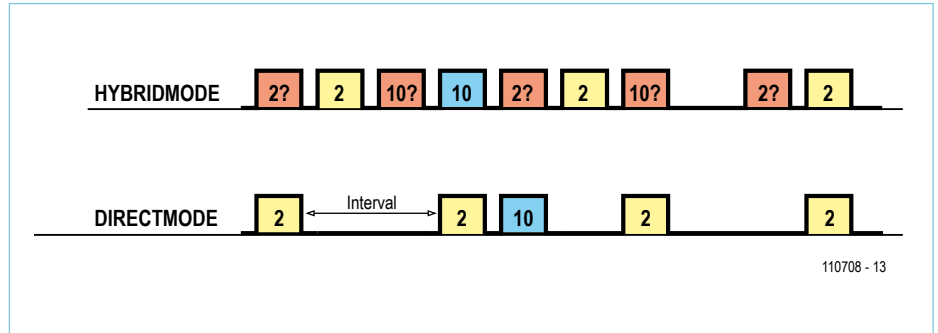 HYBRIDMODE 2? 2 10? 10 2? 2 10? 2? 2
Interval
DIRECTMODE 2 2 10 2 2
110708 - 13